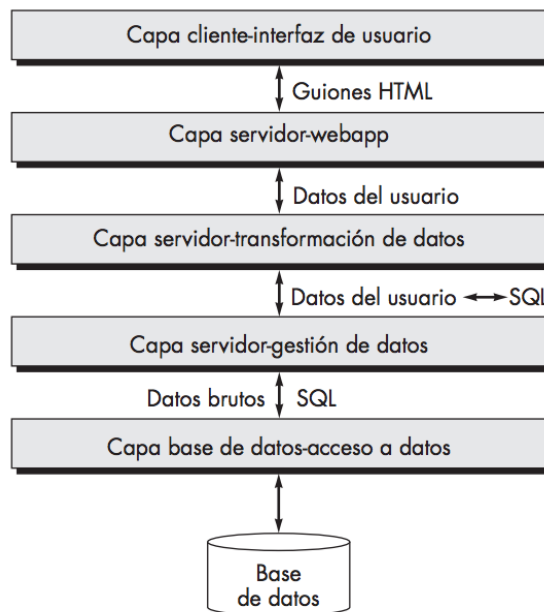 Capa cliente-interfaz de usuario
Guiones HTML
Capa servidor-webapp
Datos del usuario
Capa servidor-transformación de datos
Datos del usuario SQL
Capa servidor-gestión de datos
Datos brutos SQL
Capa base de datos-acceso a datos
Base
de datos